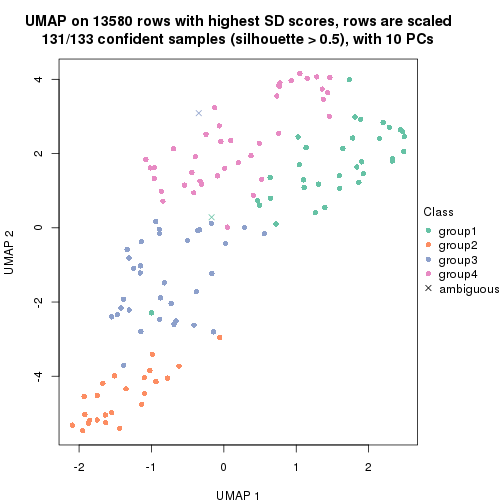 UMAP on 13580 rows with highest SD scores, rows are scaled
131/133 confident samples (silhouette > 0.5), with 10 PCs
4
2
0
-2
-4
UMAP 2
-2
-1
0
1
2
UMAP 1
Class
group1
group2
group3
group4
ambiguous